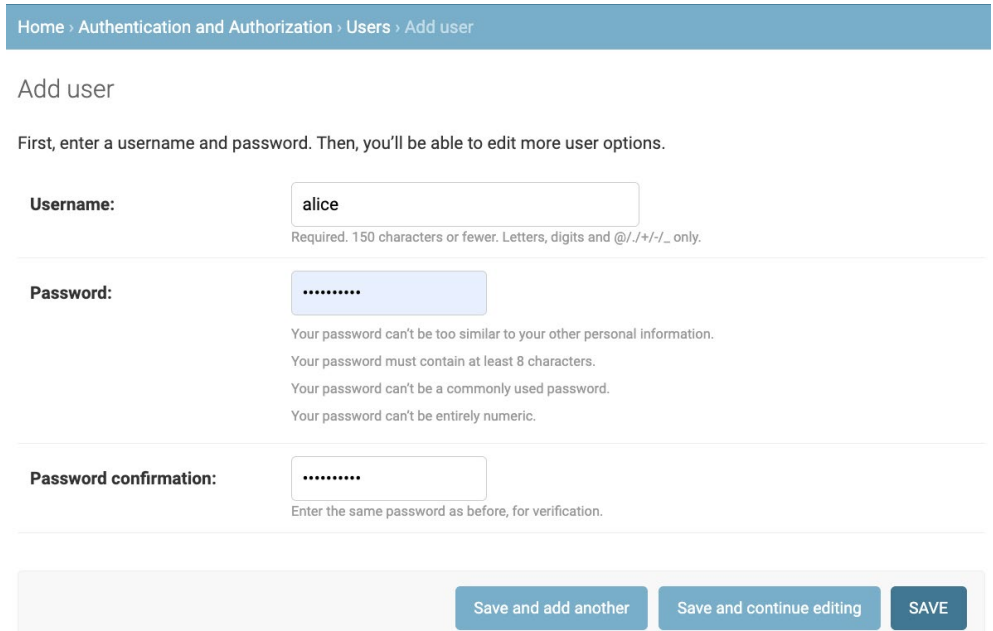 Home › Authentication and Authorization › Users › Add user
Add user
First, enter a username and password. Then, you’ll be able to edit more user options.
Username:
alice
Required. 150 characters or fewer. Letters, digits and @/./+/-/_ only.
Password:
••••••••••
Your password can’t be too similar to your other personal information.
Your password must contain at least 8 characters.
Your password can’t be a commonly used password.
Your password can’t be entirely numeric.
Password confirmation:
••••••••••
Enter the same password as before, for verification.
Save and add another
Save and continue editing
SAVE